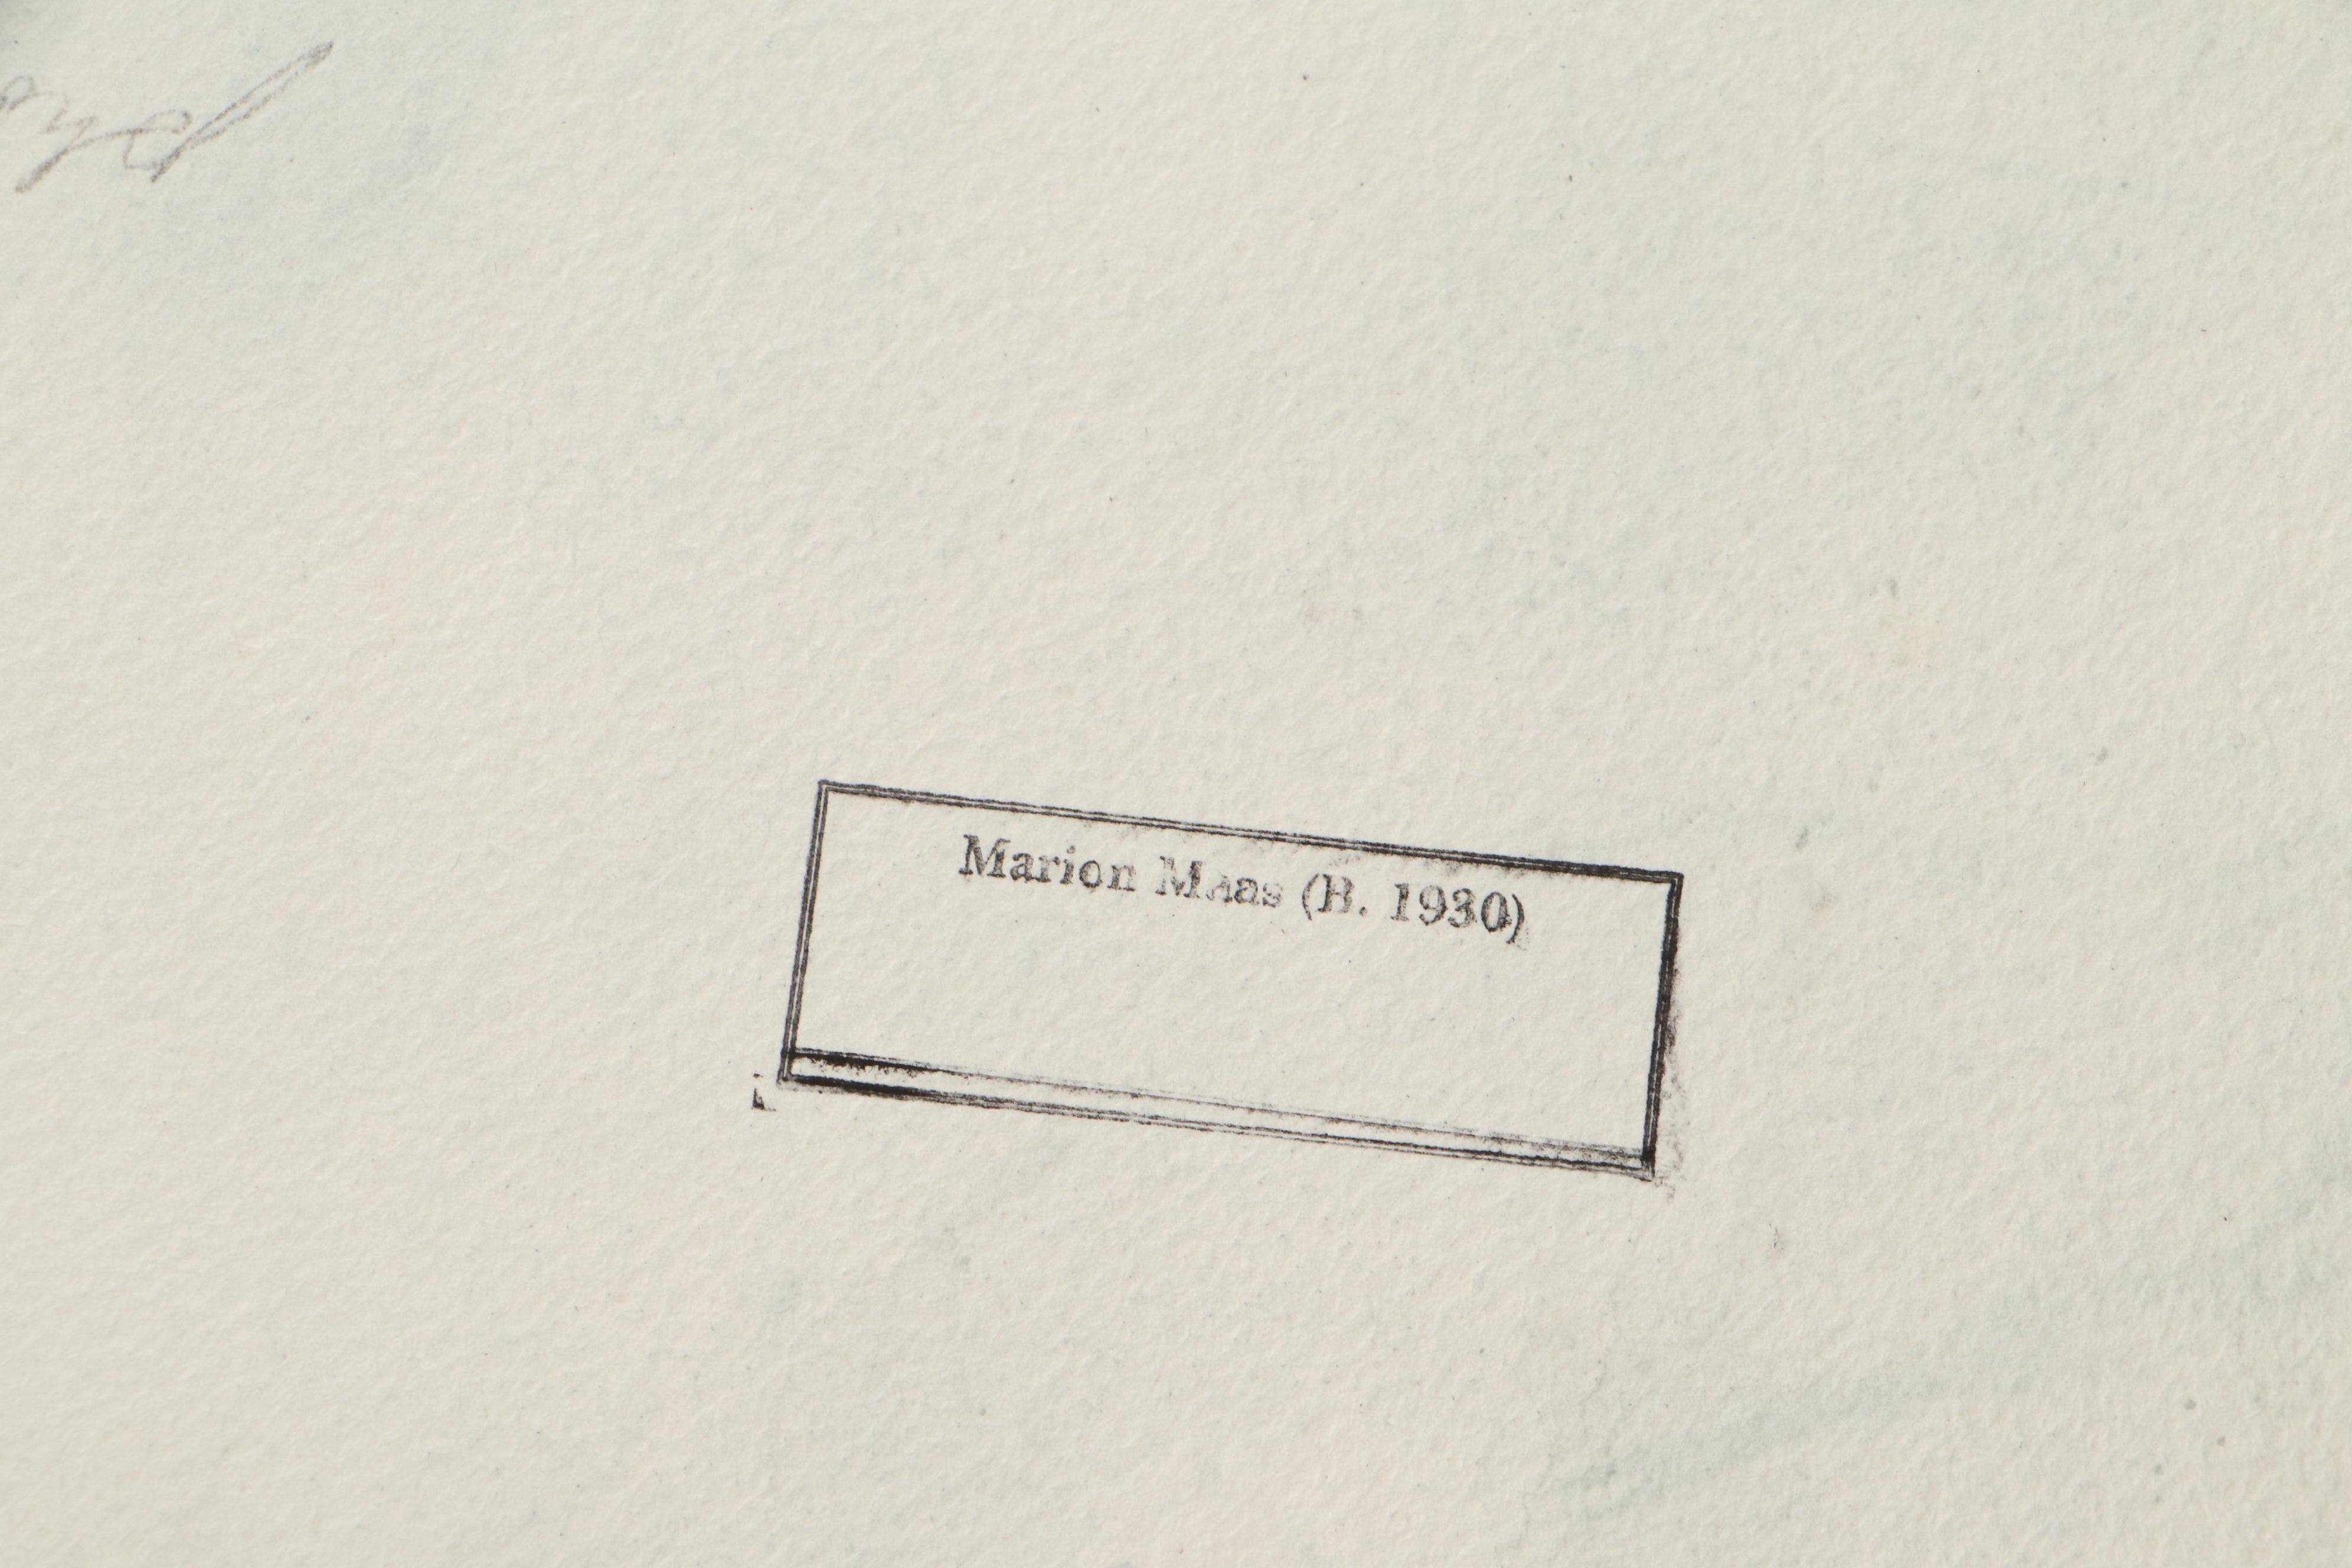 Marion Maas (B. 1930)